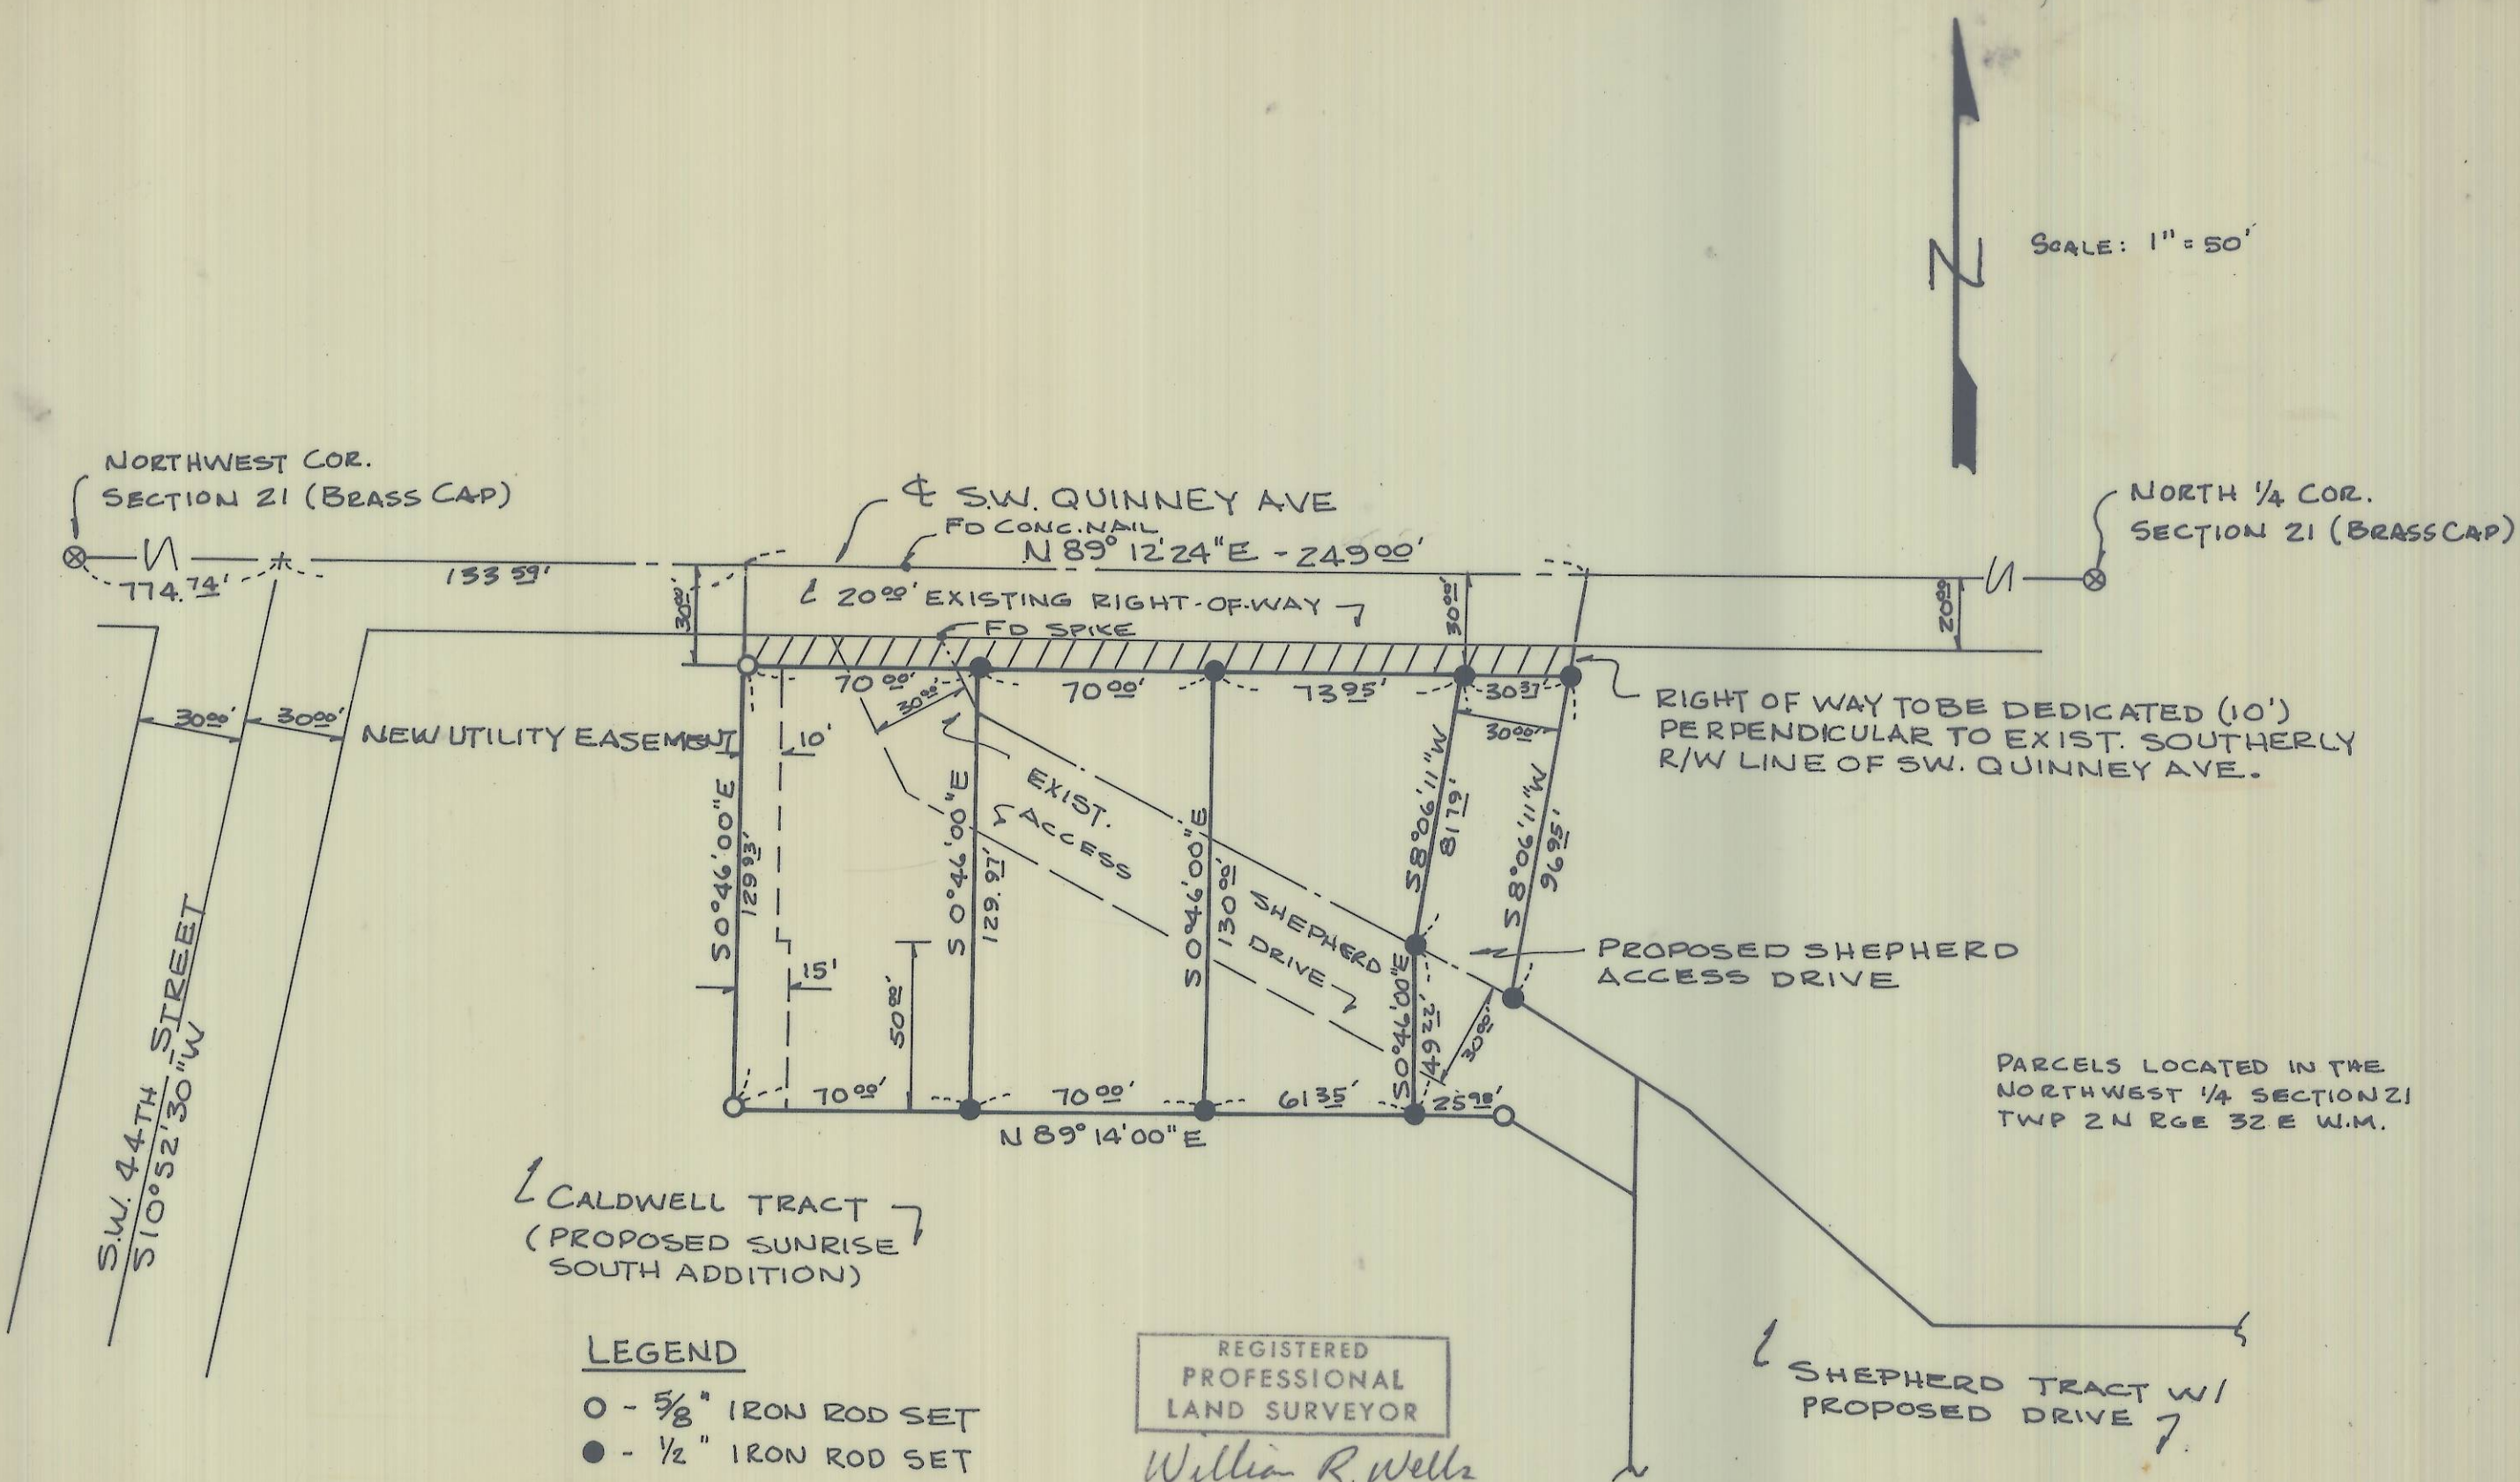 N
SCALE: 1" = 50'
NORTHWEST COR.
SECTION 21 (BRASS CAP)
℄ S.W. QUINNEY AVE
FD CONC. NAIL
N 89° 12' 24" E - 249.00'
NORTH 1/4 COR.
SECTION 21 (BRASS CAP)
774.74'
133.59'
30.00'
20.00' EXISTING RIGHT-OF-WAY
30.00'
20.00
FD SPIKE
70.00'
70.00'
73.95'
30.37'
30.00'
30.00'
30.00'
30.00'
RIGHT OF WAY TO BE DEDICATED (10')
PERPENDICULAR TO EXIST. SOUTHERLY
R/W LINE OF SW. QUINNEY AVE.
NEW UTILITY EASEMENT
10'
S 0° 46' 00" E
129.93'
S 0° 46' 00" E
129.97'
S 0° 46' 00" E
130.00'
S 8° 06' 11" W
81.79'
S 8° 06' 11" W
96.95'
EXIST.
ACCESS
SHEPHERD
DRIVE
PROPOSED SHEPHERD
ACCESS DRIVE
15'
50.00'
S 0° 46' 00" E
49.22'
30.00'
S.W. 44TH STREET
S 10° 52' 30" W
70.00'
70.00'
61.35'
25.98'
N 89° 14' 00" E
PARCELS LOCATED IN THE
NORTHWEST 1/4 SECTION 21
TWP 2 N RGE 32 E W.M.
CALDWELL TRACT
(PROPOSED SUNRISE
SOUTH ADDITION)
LEGEND
O - 5/8" IRON ROD SET
● - 1/2" IRON ROD SET
REGISTERED
PROFESSIONAL
LAND SURVEYOR
William R. Wells
SHEPHERD TRACT W/
PROPOSED DRIVE